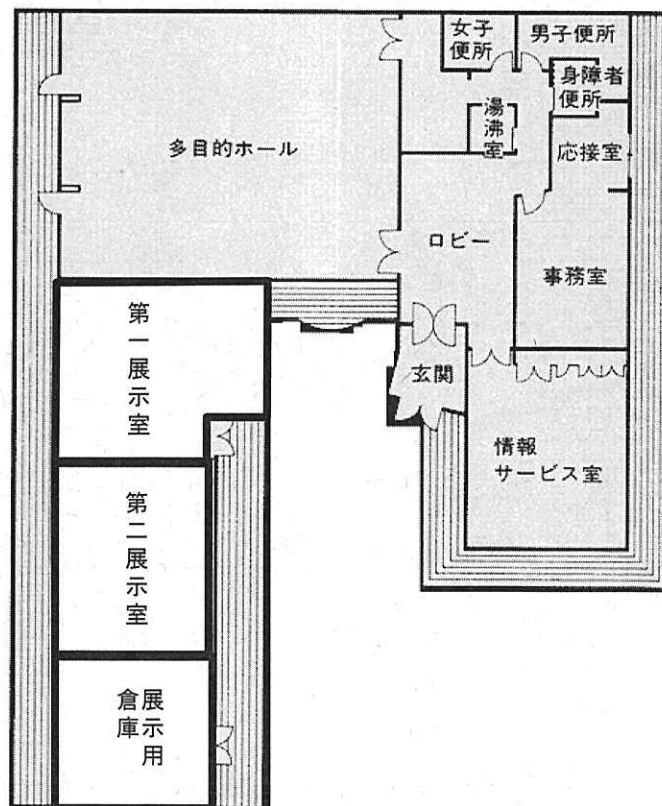 女子
便所
男子便所
身障者
便所
湯沸室
多目的ホール
応接室
ロビー
事務室
第一展示室
玄関
情報
サービス室
第二展示室
展示用
倉庫